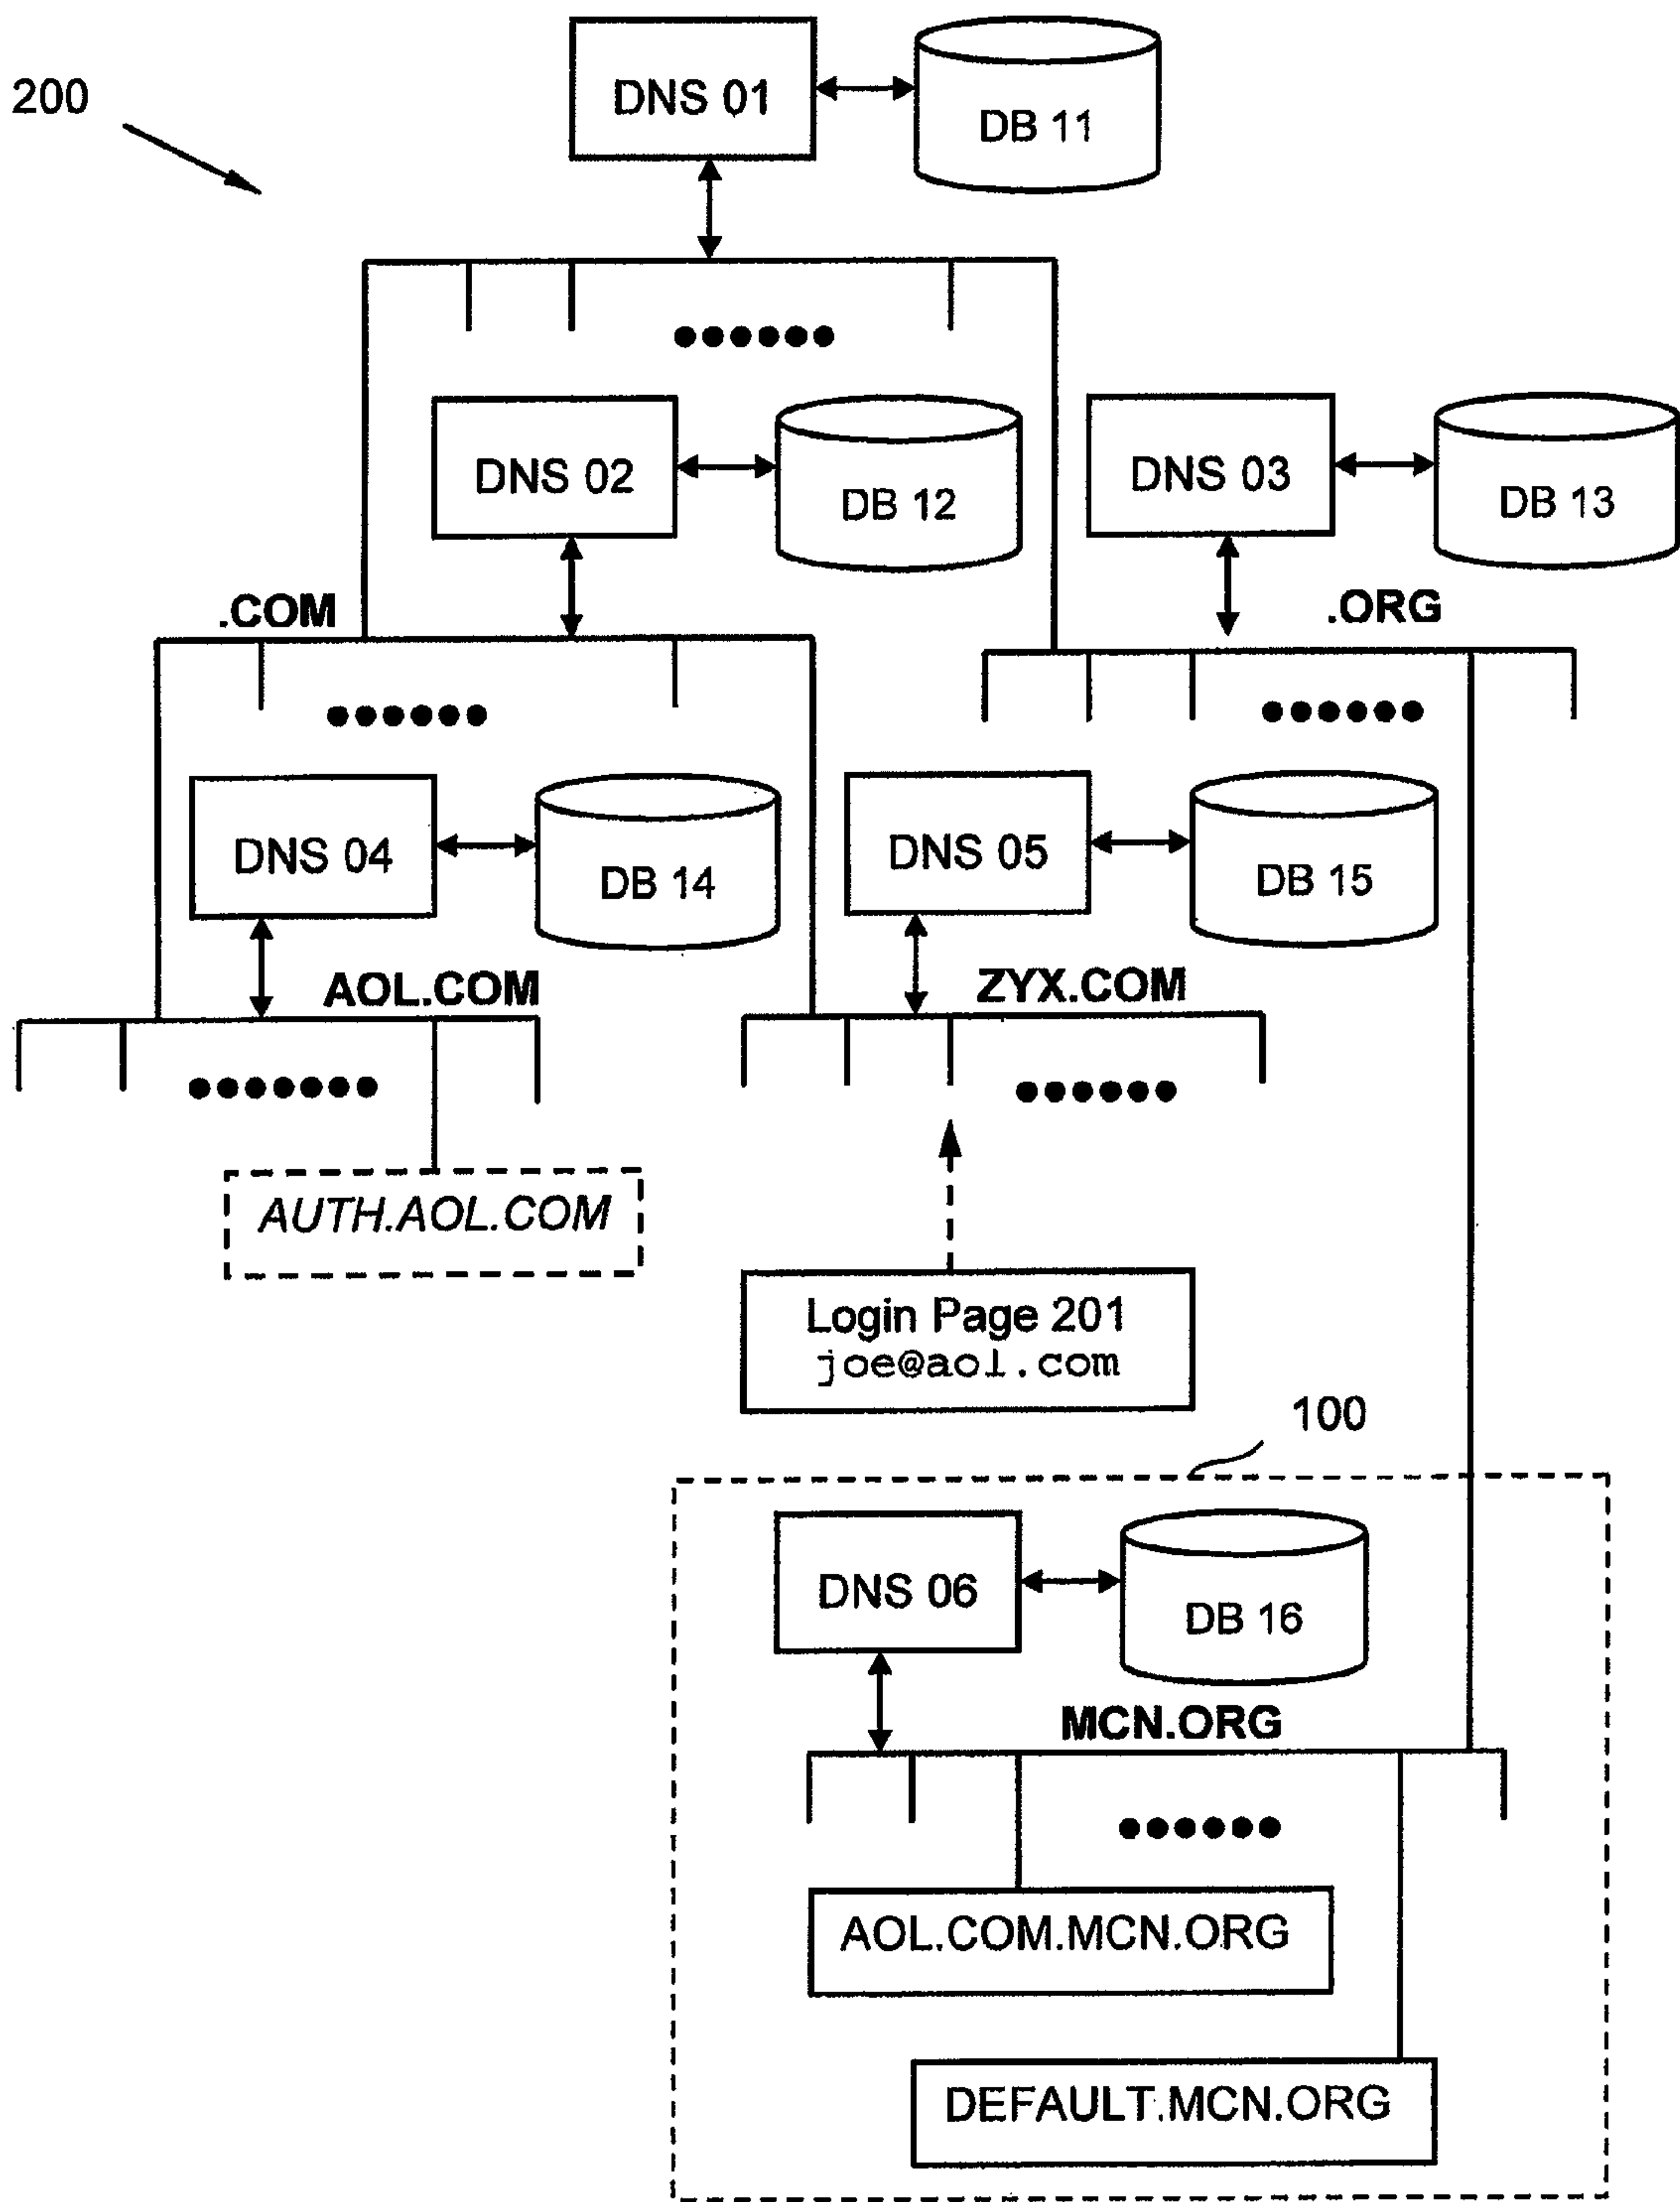 200
DNS 01
DB 11
DNS 02
DB 12
DNS 03
DB 13
.COM
.ORG
DNS 04
DB 14
DNS 05
DB 15
AOL.COM
ZYX.COM
AUTH.AOL.COM
Login Page 201
joe@aol.com
100
DNS 06
DB 16
MCN.ORG
AOL.COM.MCN.ORG
DEFAULT.MCN.ORG